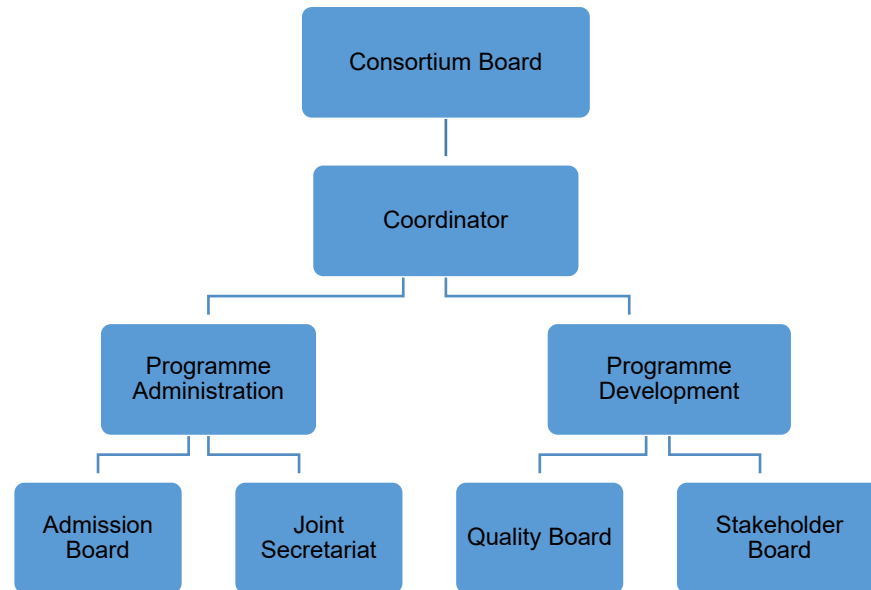 Consortium Board
Coordinator
Programme
Administration
Programme
Development
Admission
Board
Joint
Secretariat
Quality Board
Stakeholder
Board